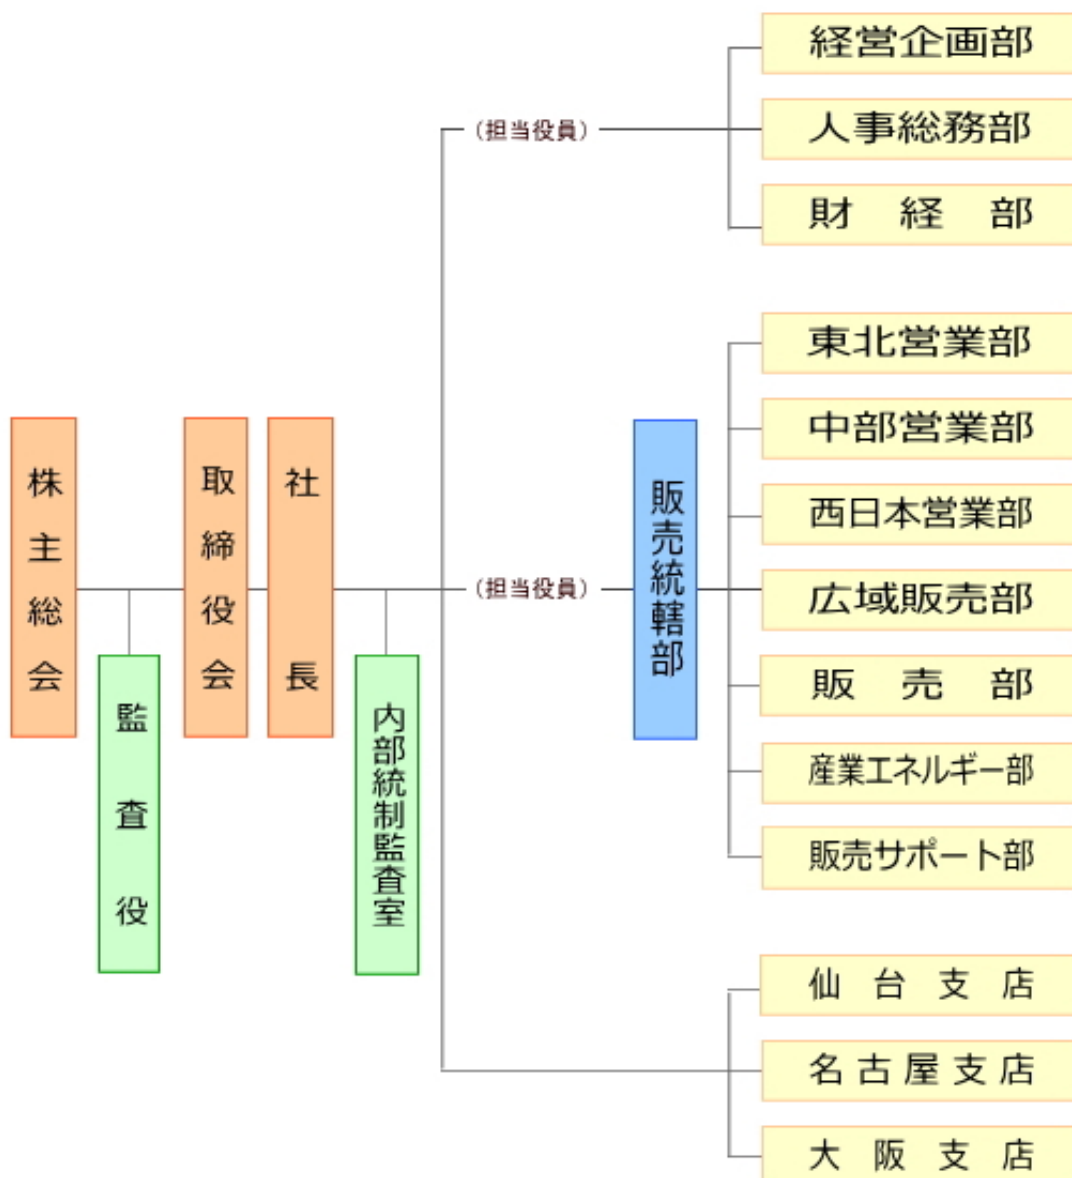 株主総会
監査役
取締役会
社長
内部統制監査室
(担当役員)
経営企画部
人事総務部
財経部
(担当役員)
販売統轄部
東北営業部
中部営業部
西日本営業部
広域販売部
販売部
産業エネルギー部
販売サポート部
仙台支店
名古屋支店
大阪支店